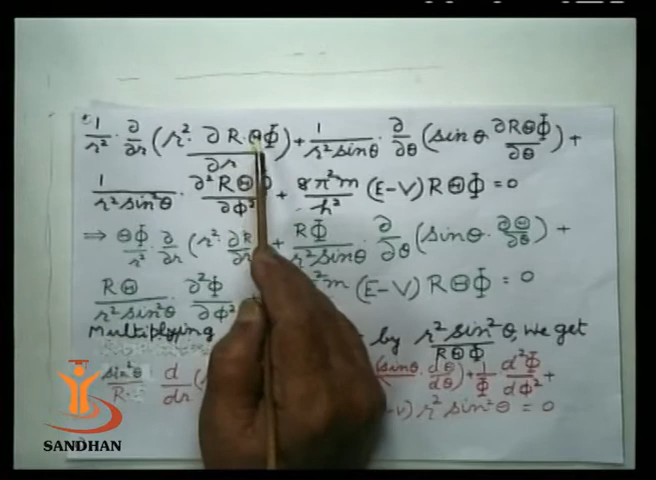 1/r² · ∂/∂r (r² · ∂RΘΦ/∂r) + 1/r² sinθ · ∂/∂θ (sinθ ∂RΘΦ/∂θ) +
1/r² sin²θ · ∂²RΘΦ/∂ϕ² + 8π²m/h² (E-V) RΘΦ = 0
⇒ ΘΦ/r² · ∂/∂r (r² · ∂R/∂r + RΦ/r² sinθ · ∂/∂θ (sinθ · ∂Θ/∂θ) +
RΘ/r² sin²θ · ∂²Φ/∂ϕ² ²m (E-V) RΘΦ = 0
Multiplying by r² sin²θ/RΘΦ, we get
sin²θ/R · d/dr ( (sinθ · dΘ/dθ) + 1/Φ d²Φ/dϕ² +
-V) r² sin²θ = 0
SANDHAN